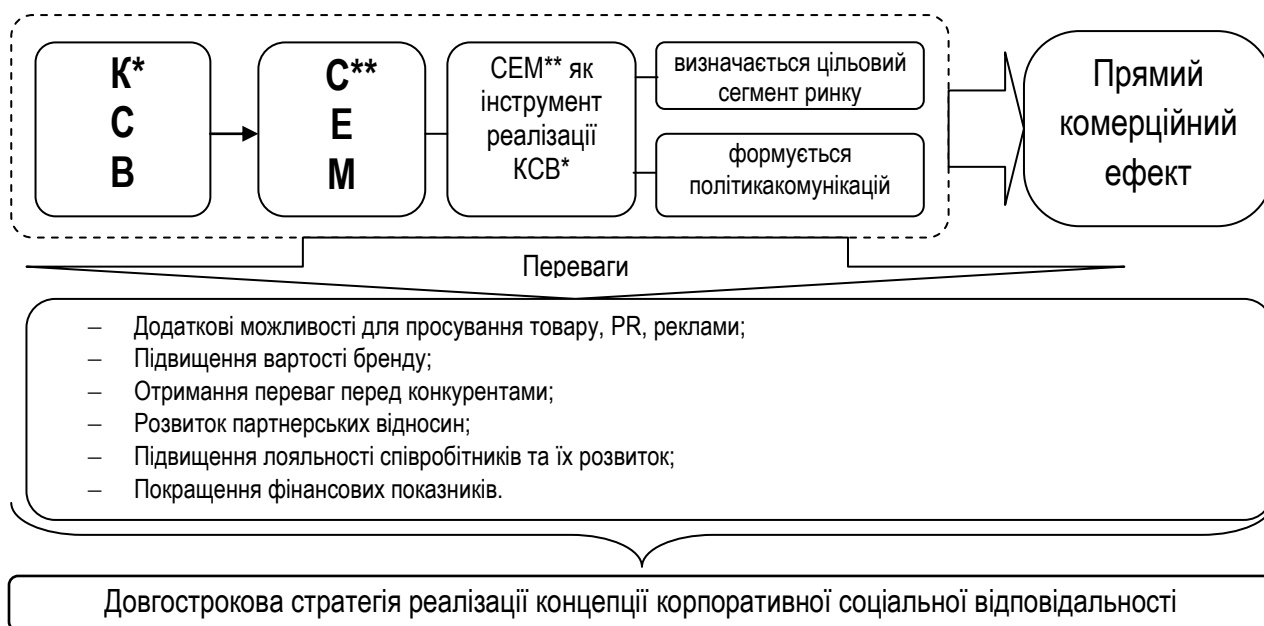 К*
С
В
С**
Е
М
СЕМ** як
інструмент
реалізації
КСВ*
визначається цільовий
сегмент ринку
формується
політикакомунікацій
Прямий
комерційний
ефект
Переваги
– Додаткові можливості для просування товару, PR, реклами;
– Підвищення вартості бренду;
– Отримання переваг перед конкурентами;
– Розвиток партнерських відносин;
– Підвищення лояльності співробітників та їх розвиток;
– Покращення фінансових показників.
Довгострокова стратегія реалізації концепції корпоративної соціальної відповідальності